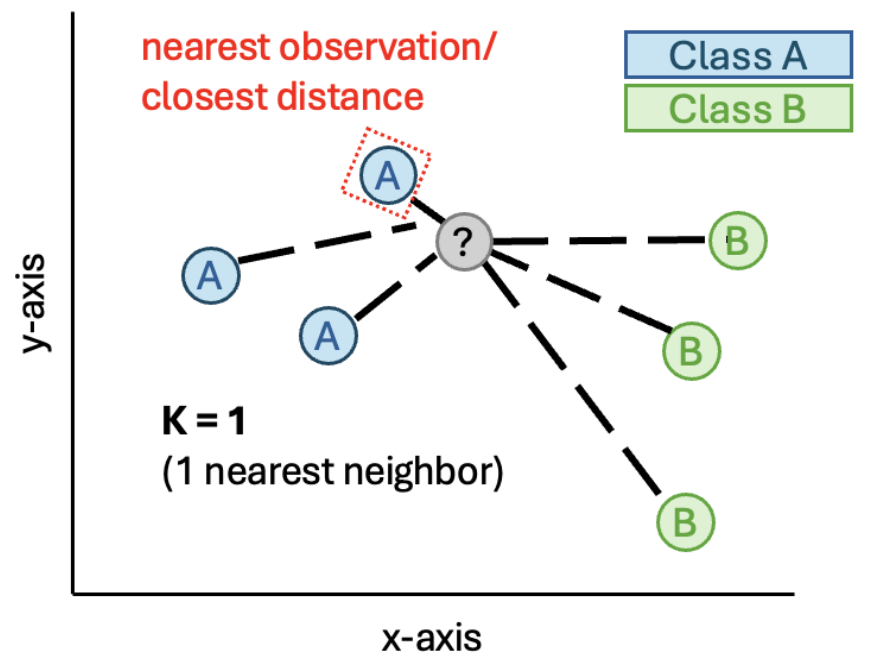 nearest observation/
closest distance
Class A
Class B
A
?
B
A
A
B
K = 1
(1 nearest neighbor)
B
y-axis
x-axis